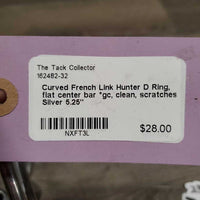 The Tack Collector
162482-32
Curved French Link Hunter D Ring,
flat center bar *gc, clean, scratches
Silver 5.25"
NXFT3L
$28.00